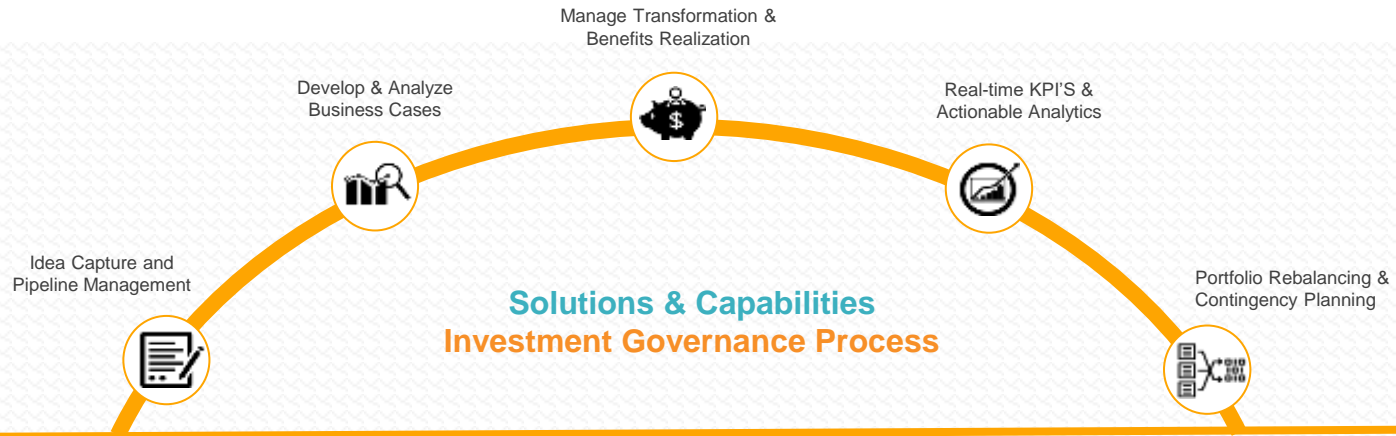 Manage Transformation &
Benefits Realization
Develop & Analyze
Business Cases
Real-time KPI'S &
Actionable Analytics
Idea Capture and
Pipeline Management
Portfolio Rebalancing &
Contingency Planning
Solutions & Capabilities
Investment Governance Process
$